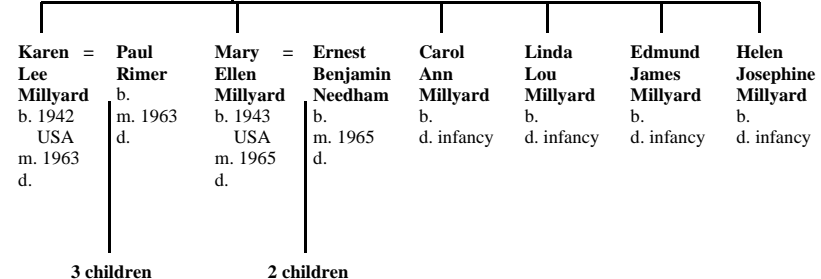 Karen = Paul
Lee Rimer
Millyard b.
b. 1942 m. 1963
USA d.
m. 1963
d.
Mary = Ernest
Ellen Benjamin
Millyard Needham
b. 1943 b.
USA m. 1965
m. 1965 d.
d.
Carol
Ann
Millyard
b.
d. infancy
Linda
Lou
Millyard
b.
d. infancy
Edmund
James
Millyard
b.
d. infancy
Helen
Josephine
Millyard
b.
d. infancy
3 children
2 children